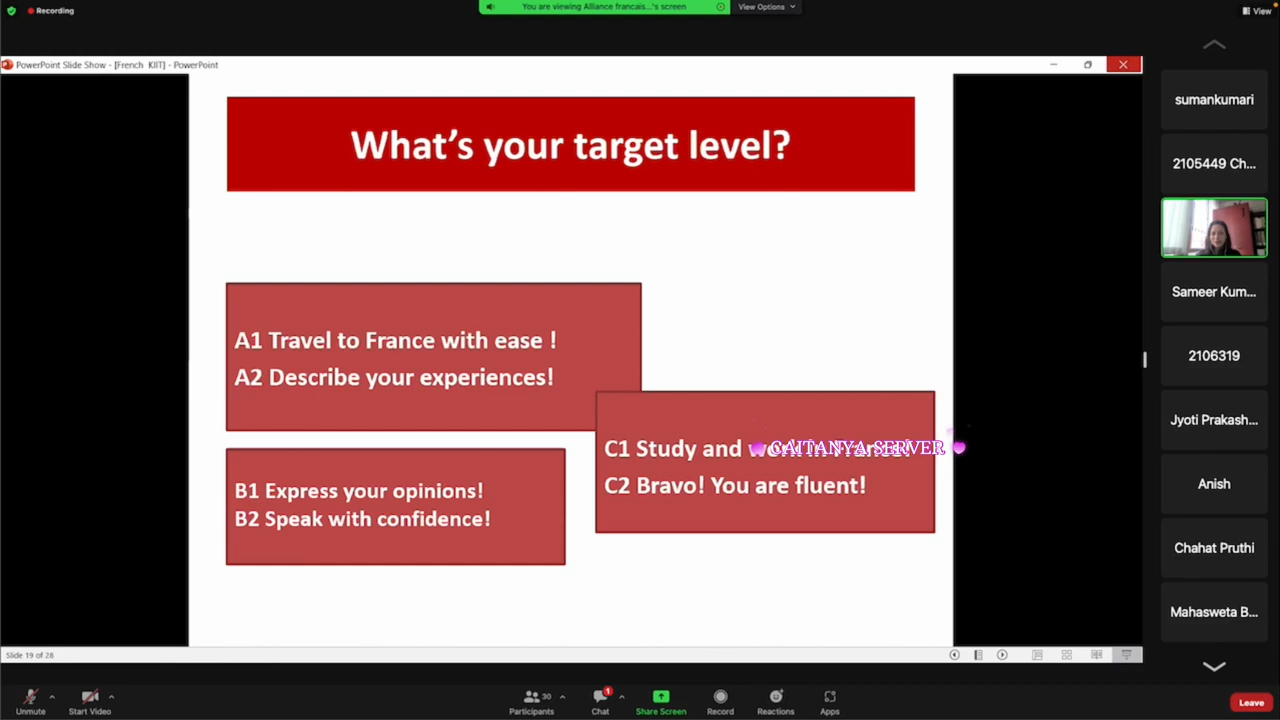 Recording
You are viewing Alliance francais...'s screen
View Options
View
PowerPoint Slide Show - [French KIIT] - PowerPoint
What's your target level?
A1 Travel to France with ease !
A2 Describe your experiences!
B1 Express your opinions!
B2 Speak with confidence!
C1 Study and
CAITANYA SERVER
C2 Bravo! You are fluent!
sumankumari
2105449 Ch...
Sameer Kum...
2106319
Jyoti Prakash...
Anish
Chahat Pruthi
Mahasweta B...
Slide 19 of 28
Unmute
Start Video
30
Participants
1
Chat
Share Screen
Record
Reactions
Apps
Leave